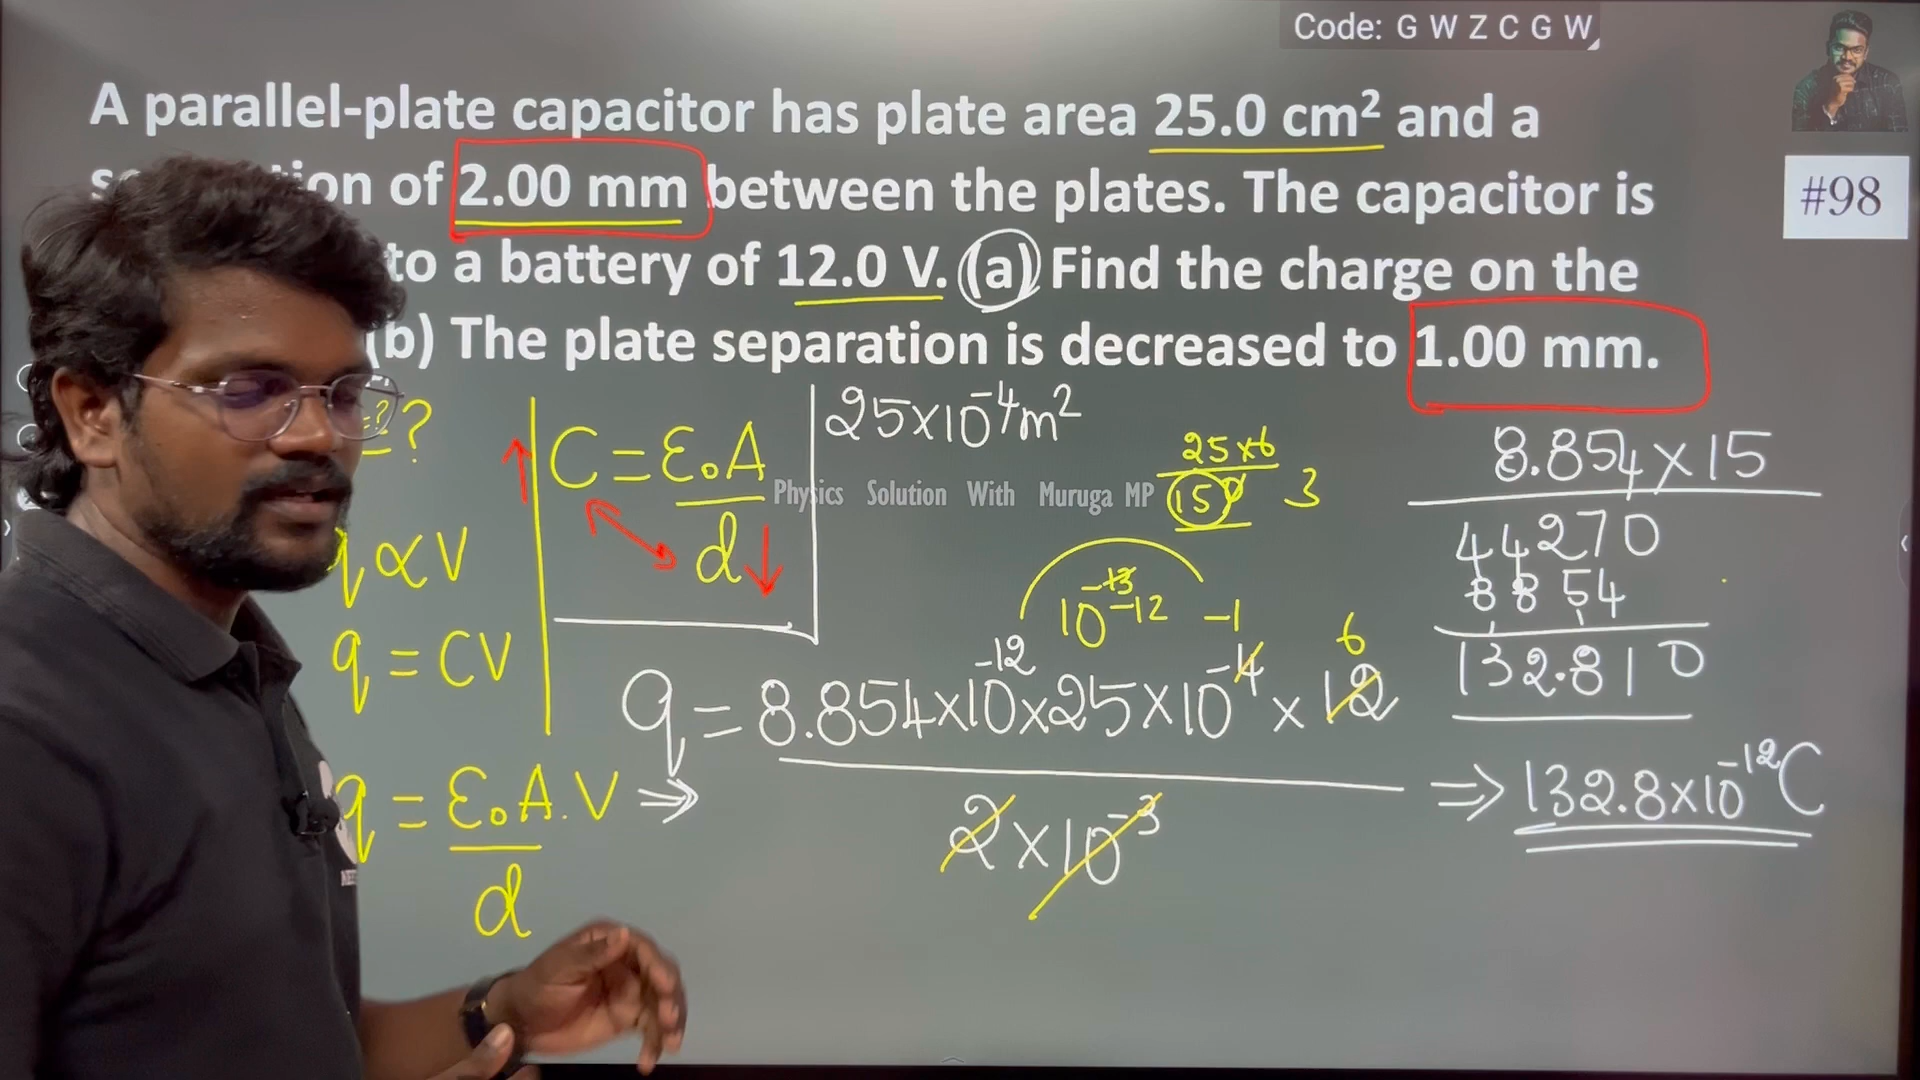 Code: G W Z C G W
A parallel-plate capacitor has plate area 25.0 cm² and a
on of 2.00 mm between the plates. The capacitor is
#98
to a battery of 12.0 V. (a) Find the charge on the
(b) The plate separation is decreased to 1.00 mm.
=? ?
C = ε₀A
d
25×10⁻⁴m²
25×6
150 3
Physics Solution With Muruga MP
8.854×15
44270
8854
132.810
q ∝ V
q = CV
10⁻¹³ ⁻¹² -1
6
q = 8.854×10⁻¹²×25×10⁻⁴ × 12
2×10⁻³
⇒ 132.8×10⁻¹²C
q = ε₀A.V ⇒
d